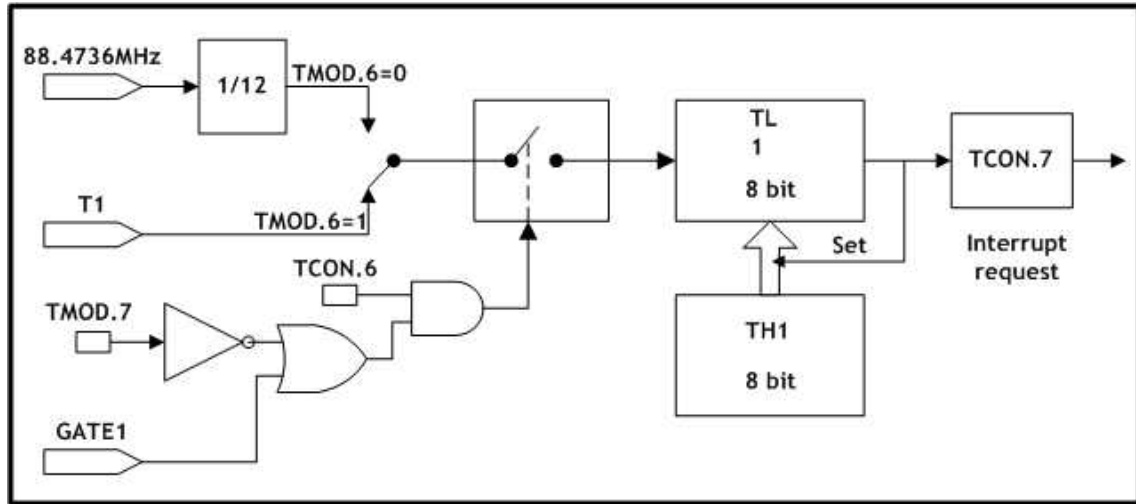 88.4736MHz
1/12
TMOD.6=0
T1
TMOD.6=1
TL
1
8 bit
TCON.7
Set
Interrupt
request
TCON.6
TMOD.7
TH1
8 bit
GATE1